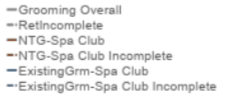 Grooming Overall
RetIncomplete
NTG-Spa Club
NTG-Spa Club Incomplete
ExistingGrm-Spa Club
ExistingGrm-Spa Club Incomplete